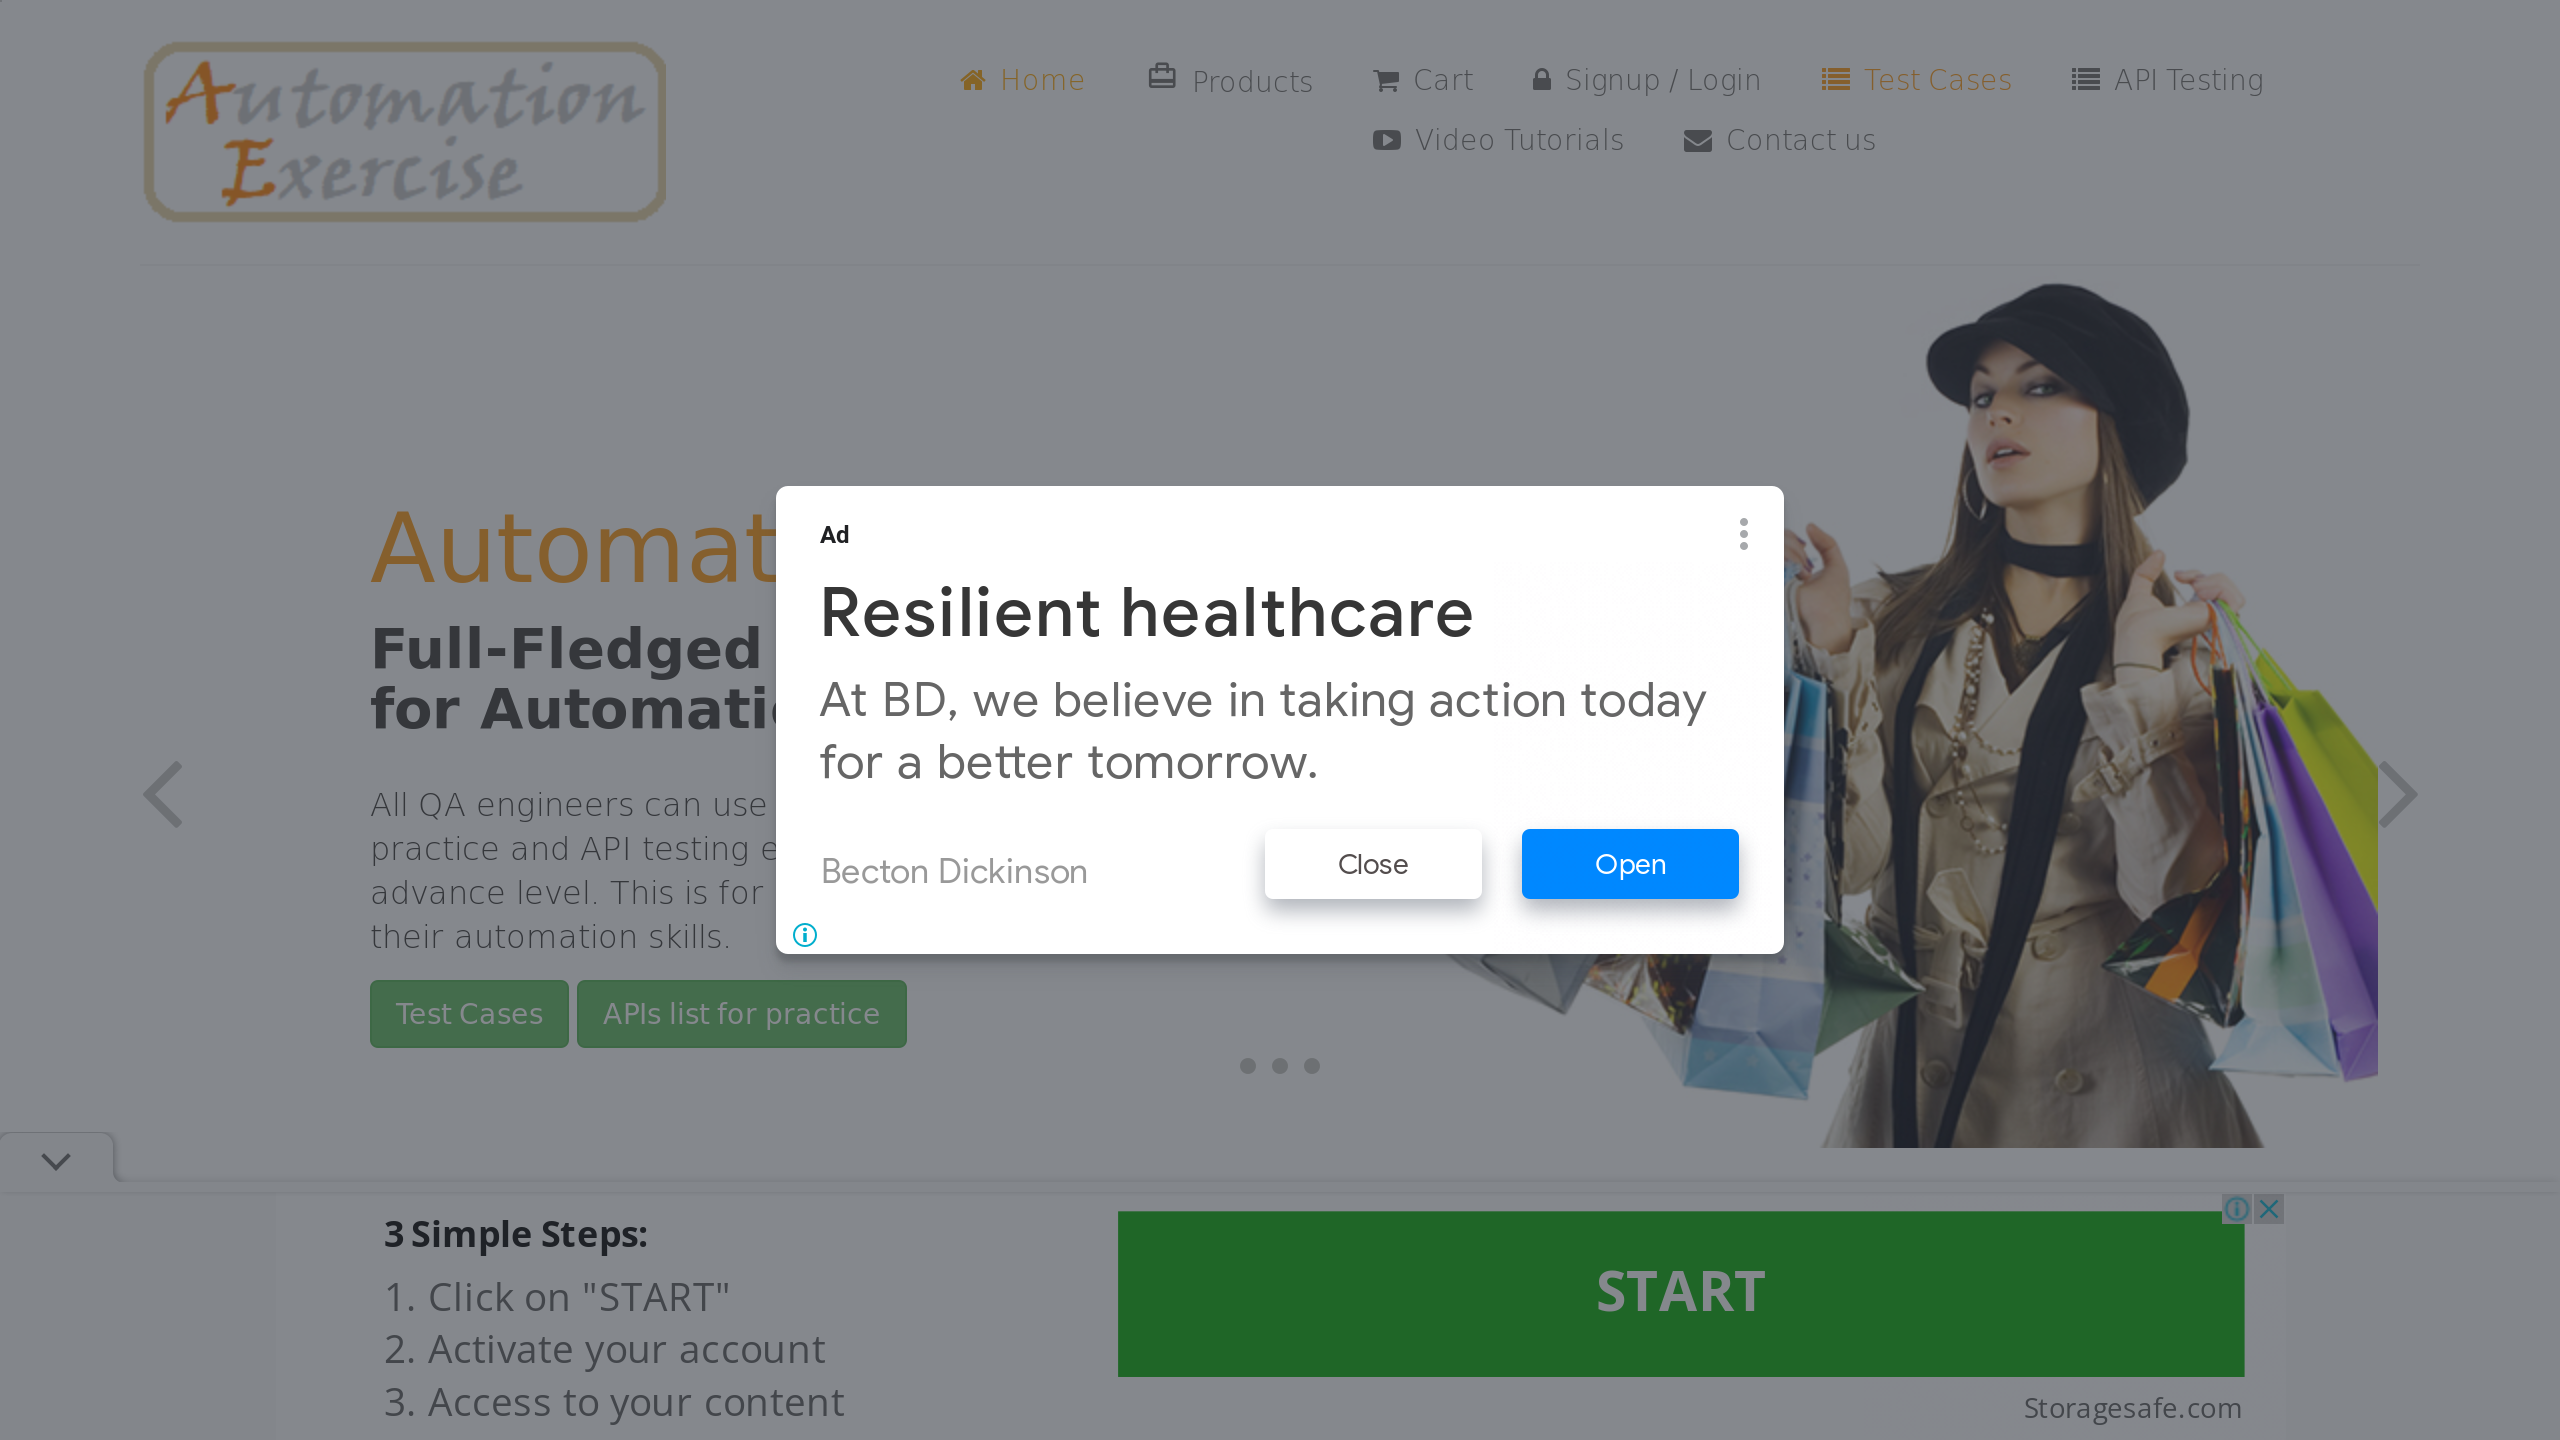 Automation
Exercise
Home
Products
Cart
Signup / Login
Test Cases
API Testing
Video Tutorials
Contact us
Automat
Full-Fledged
for Automati
All QA engineers can use
practice and API testing e
advance level. This is for
their automation skills.
Test Cases
APIs list for practice
Ad
Resilient healthcare
At BD, we believe in taking action today
for a better tomorrow.
Becton Dickinson
Close
Open
3 Simple Steps:
1. Click on "START"
2. Activate your account
3. Access to your content
START
Storagesafe.com